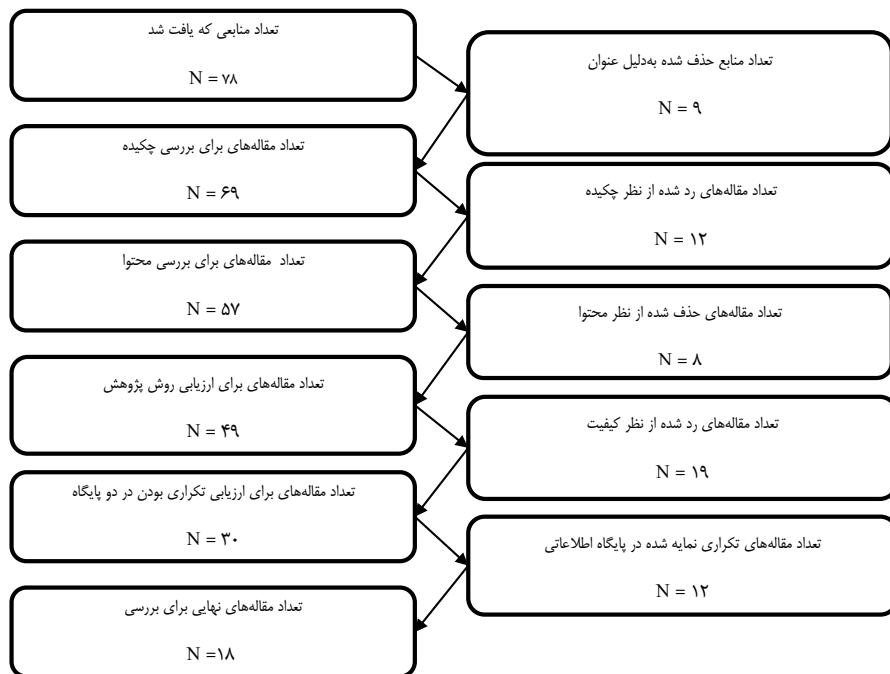 تعداد منابعی که یافت شد
N = ۷۸
تعداد منابع حذف شده به‌دلیل عنوان
N = ۹
تعداد مقاله‌های برای بررسی چکیده
N = ۶۹
تعداد مقاله‌های رد شده از نظر چکیده
N = ۱۲
تعداد مقاله‌های برای بررسی محتوا
N = ۵۷
تعداد مقاله‌های حذف شده از نظر محتوا
N = ۸
تعداد مقاله‌های برای ارزیابی روش پژوهش
N = ۴۹
تعداد مقاله‌های رد شده از نظر کیفیت
N = ۱۹
تعداد مقاله‌های برای ارزیابی تکراری بودن در دو پایگاه
N = ۳۰
تعداد مقاله‌های تکراری نمایه شده در پایگاه اطلاعاتی
N = ۱۲
تعداد مقاله‌های نهایی برای بررسی
N =۱۸